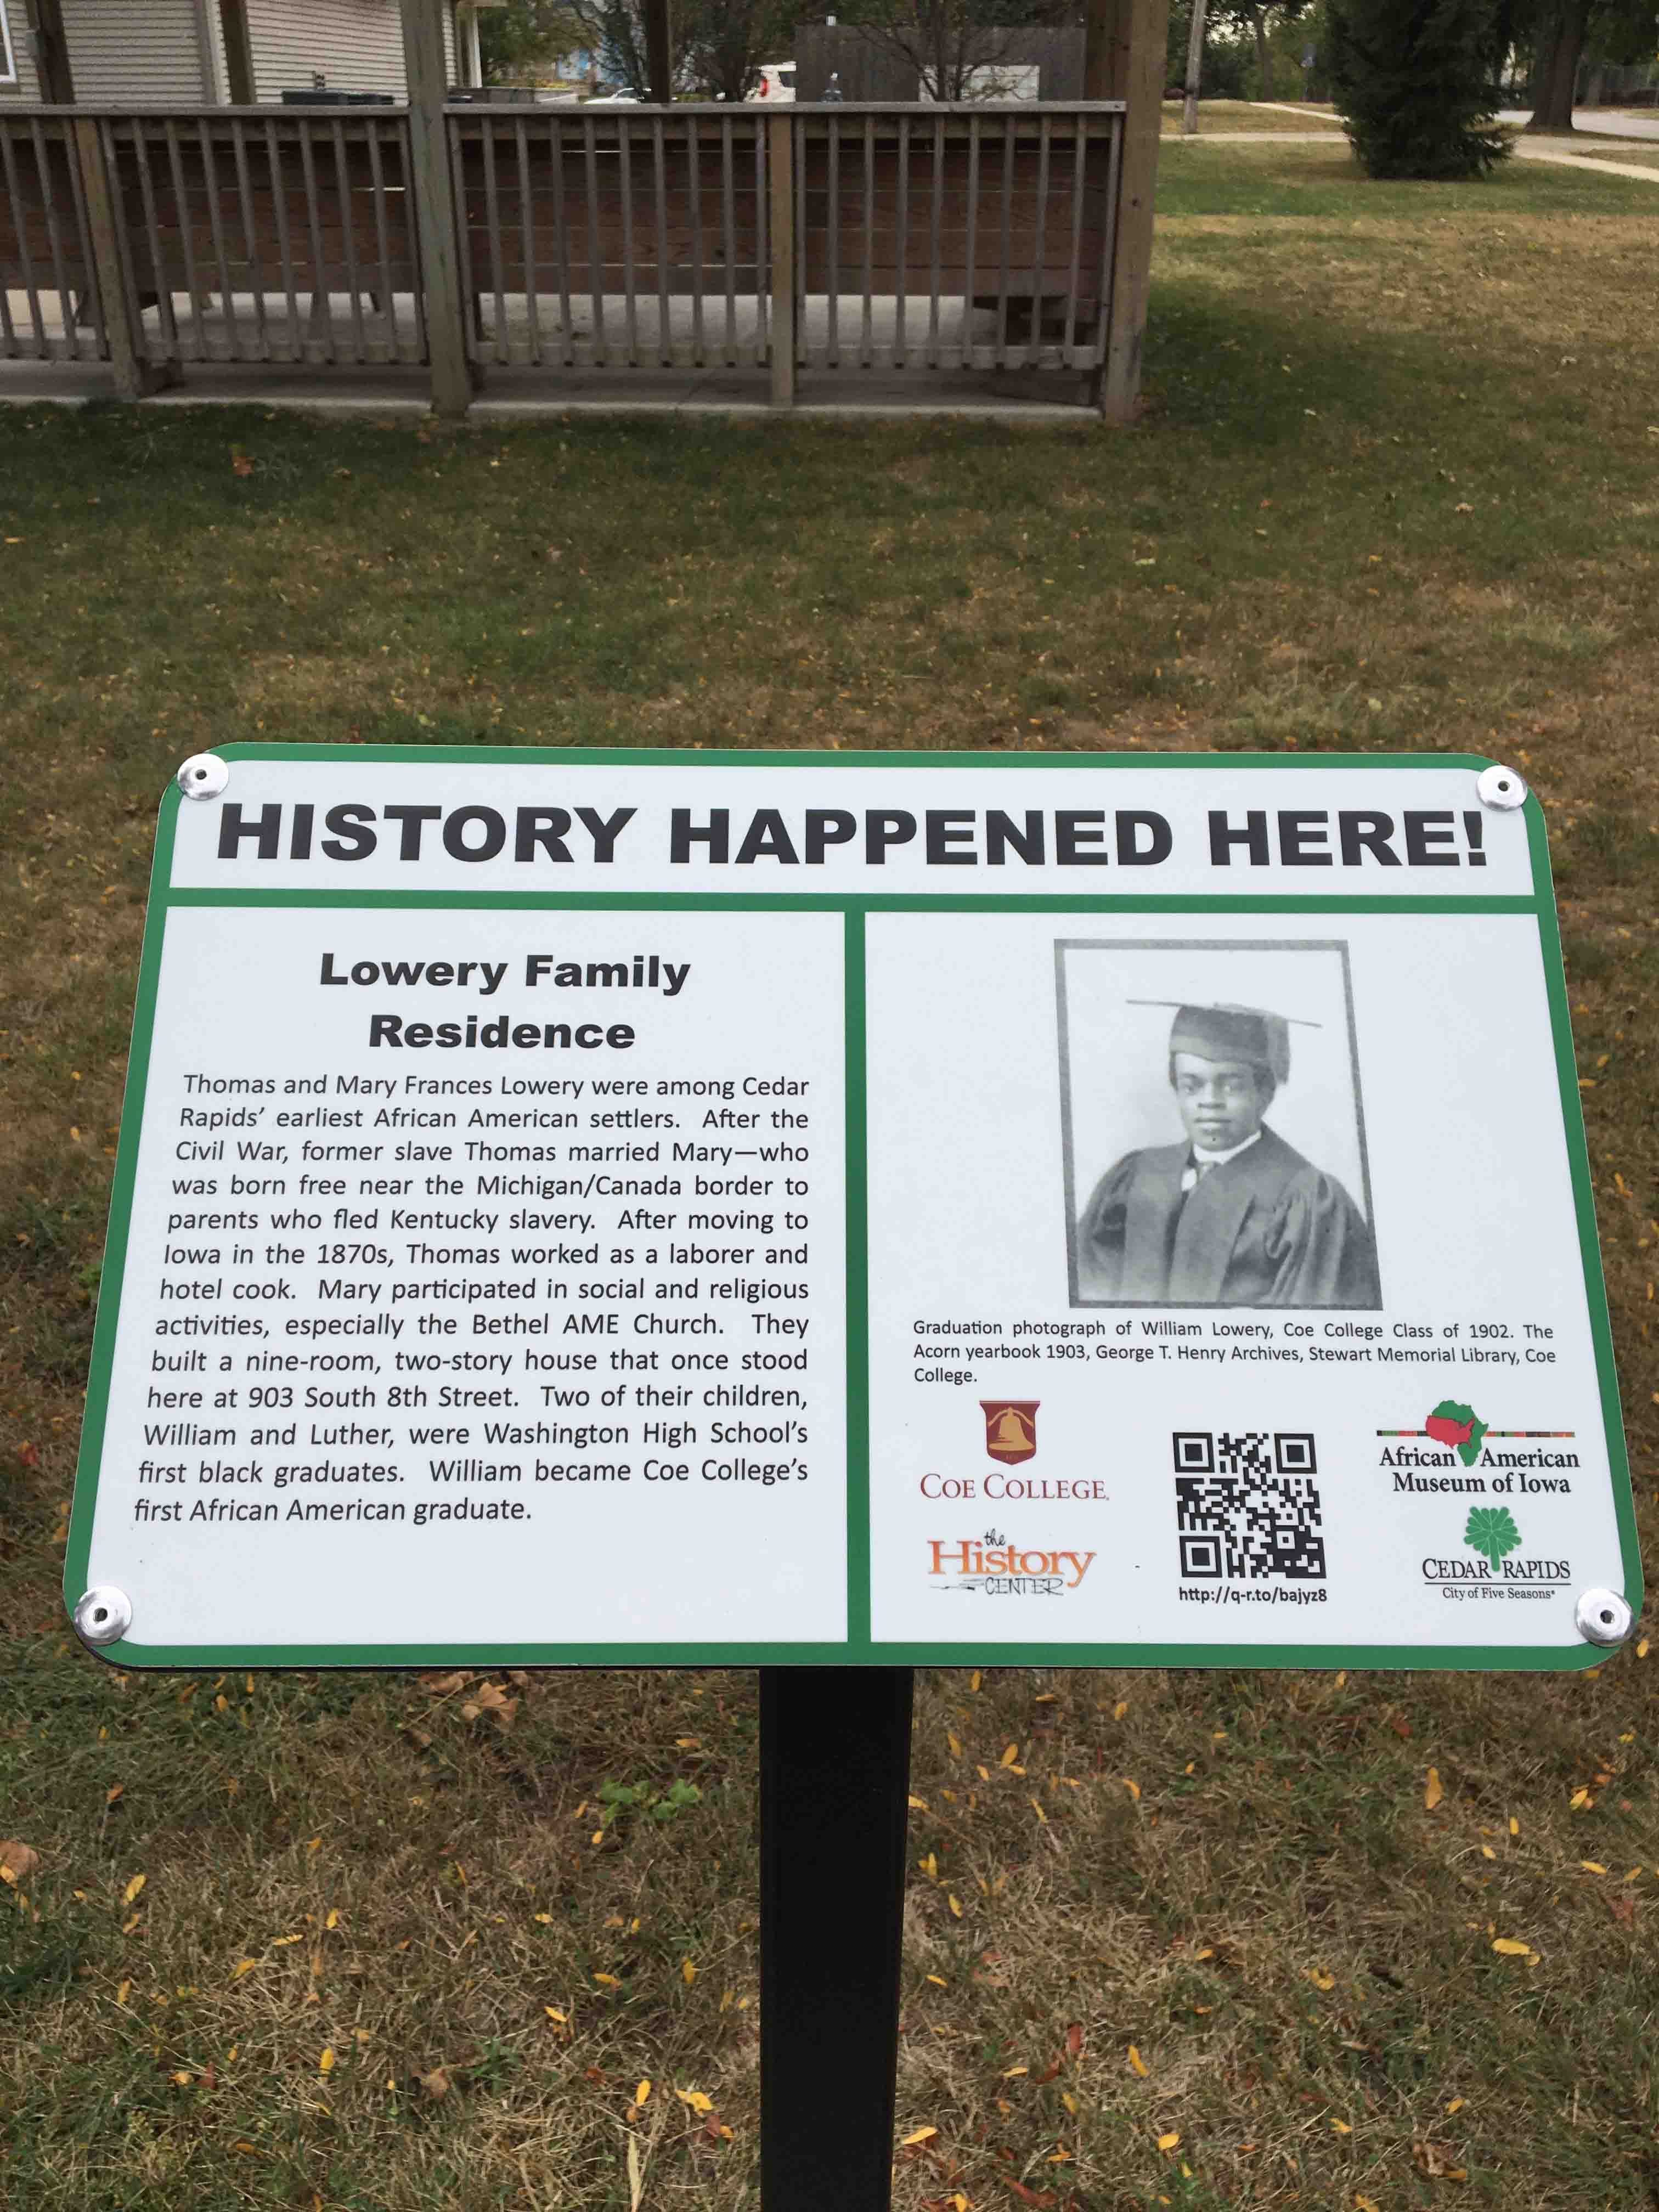 HISTORY HAPPENED HERE!
Lowery Family
Residence
Thomas and Mary Frances Lowery were among Cedar
Rapids’ earliest African American settlers. After the
Civil War, former slave Thomas married Mary—who
was born free near the Michigan/Canada border to
parents who fled Kentucky slavery. After moving to
Iowa in the 1870s, Thomas worked as a laborer and
hotel cook. Mary participated in social and religious
activities, especially the Bethel AME Church. They
built a nine-room, two-story house that once stood
here at 903 South 8th Street. Two of their children,
William and Luther, were Washington High School’s
first black graduates. William became Coe College’s
first African American graduate.
Graduation photograph of William Lowery, Coe College Class of 1902. The
Acorn yearbook 1903, George T. Henry Archives, Stewart Memorial Library, Coe
College.
COE COLLEGE
the
History
CENTER
http://q-r.to/bajyz8
African American
Museum of Iowa
CEDAR RAPIDS
City of Five Seasons®